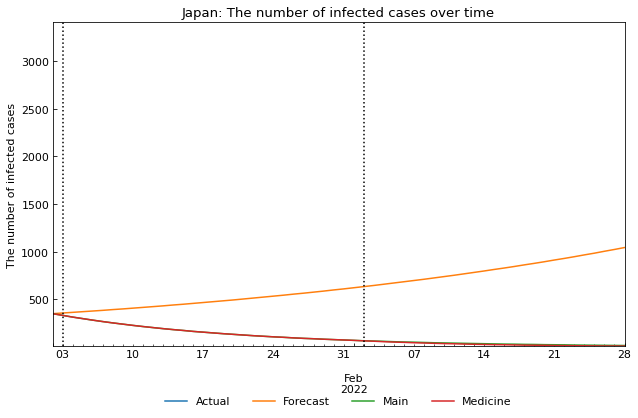 Japan: The number of infected cases over time
The number of infected cases
3000
2500
2000
1500
1000
500
03 10 17 24 31 07 14 21 28
Feb
2022
Actual Forecast Main Medicine